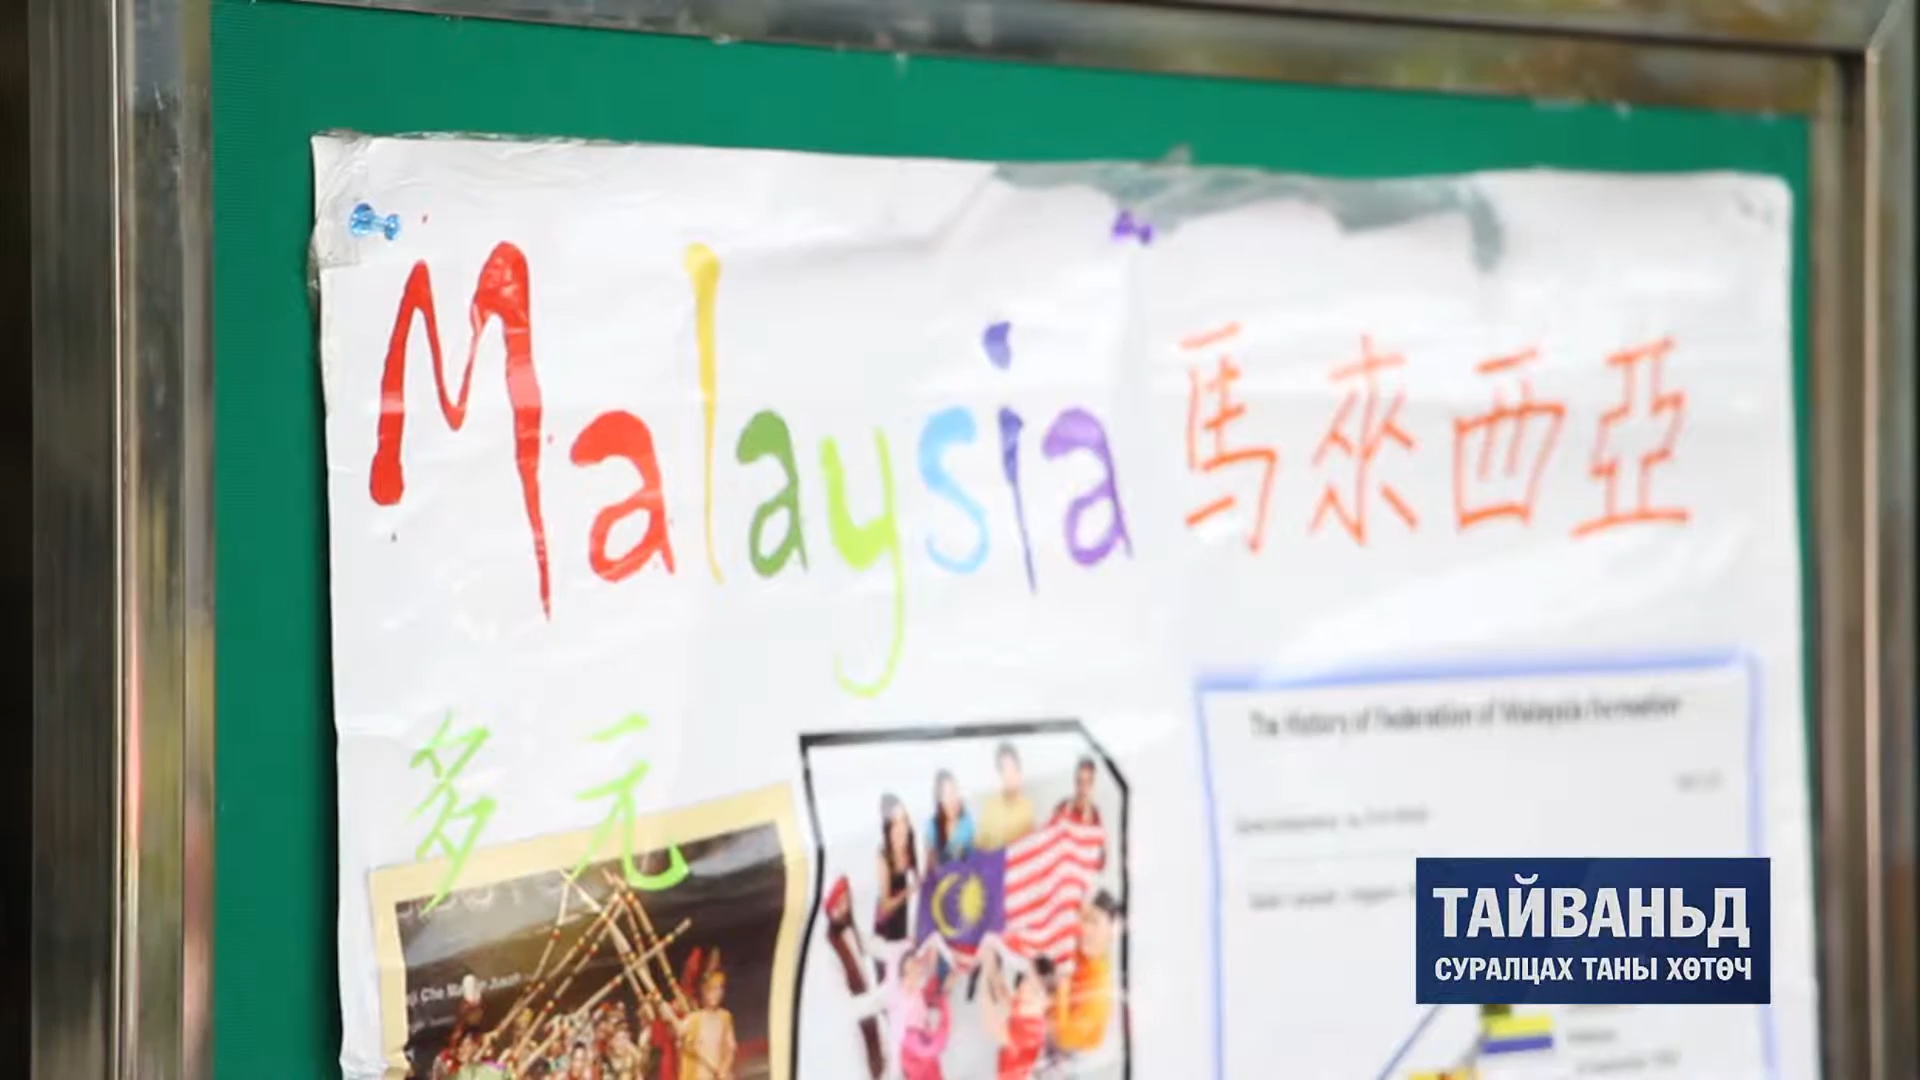 Malaysia 馬來西亞
多元
The History of Federation of Malaysia Formation
ТАЙВАНЬД
СУРАЛЦАХ ТАНЫ ХӨТӨЧ